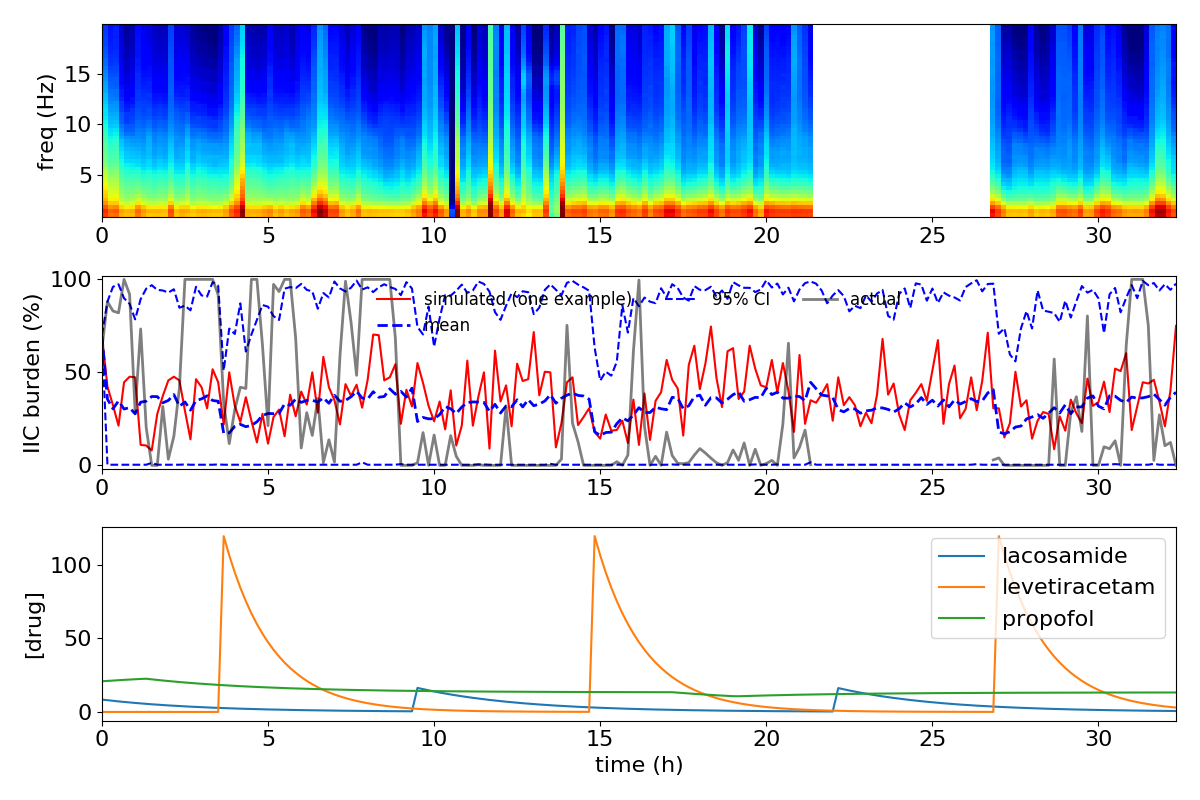 freq (Hz)
15
10
5
0 5 10 15 20 25 30
IIC burden (%)
100
50
0
simulated (one example) 95% CI actual
mean
0 5 10 15 20 25 30
[drug]
100
50
0
lacosamide
levetiracetam
propofol
0 5 10 15 20 25 30
time (h)